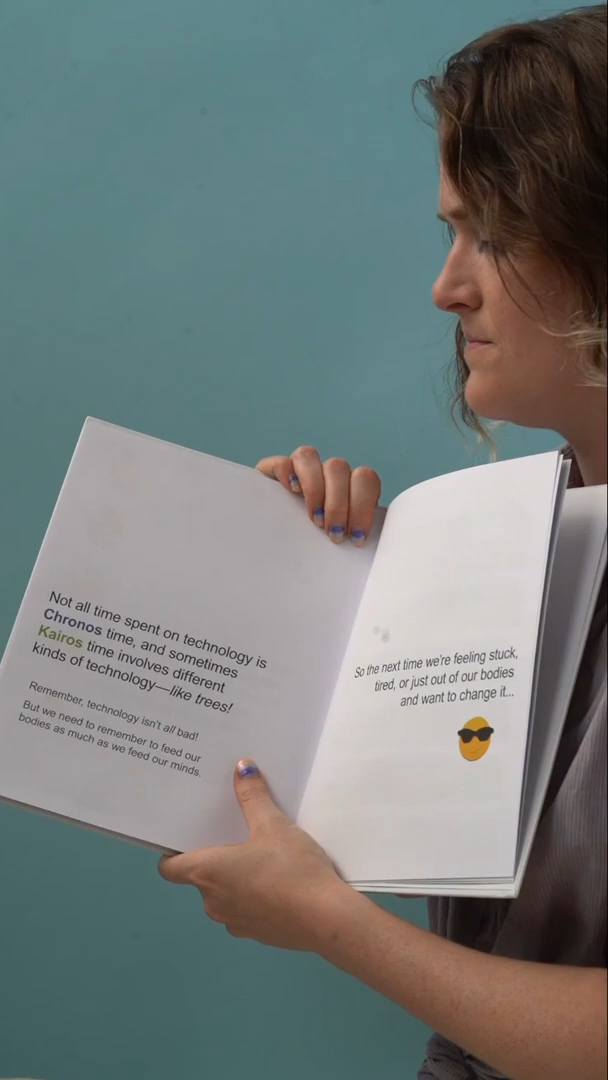 Not all time spent on technology is
Chronos time, and sometimes
Kairos time involves different
kinds of technology—like trees!
Remember, technology isn't all bad!
But we need to remember to feed our
bodies as much as we feed our minds.
So the next time we're feeling stuck,
tired, or just out of our bodies
and want to change it...